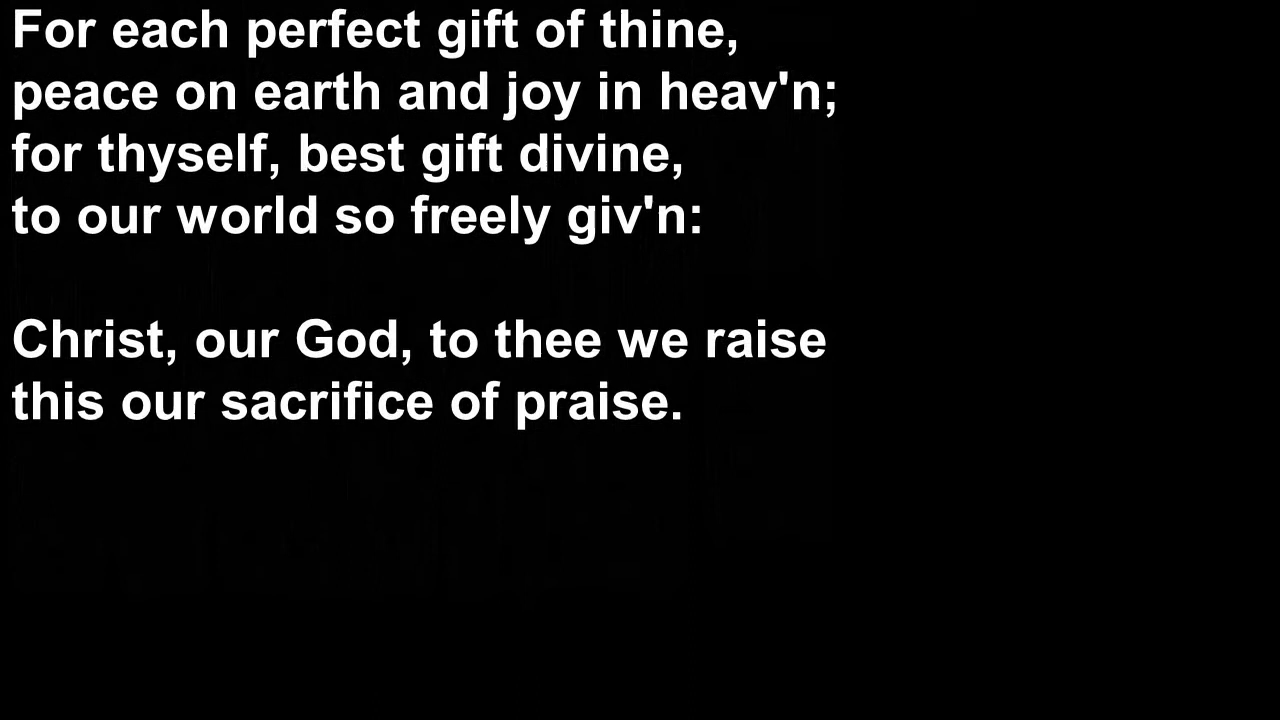 For each perfect gift of thine,
peace on earth and joy in heav'n;
for thyself, best gift divine,
to our world so freely giv'n:
Christ, our God, to thee we raise
this our sacrifice of praise.